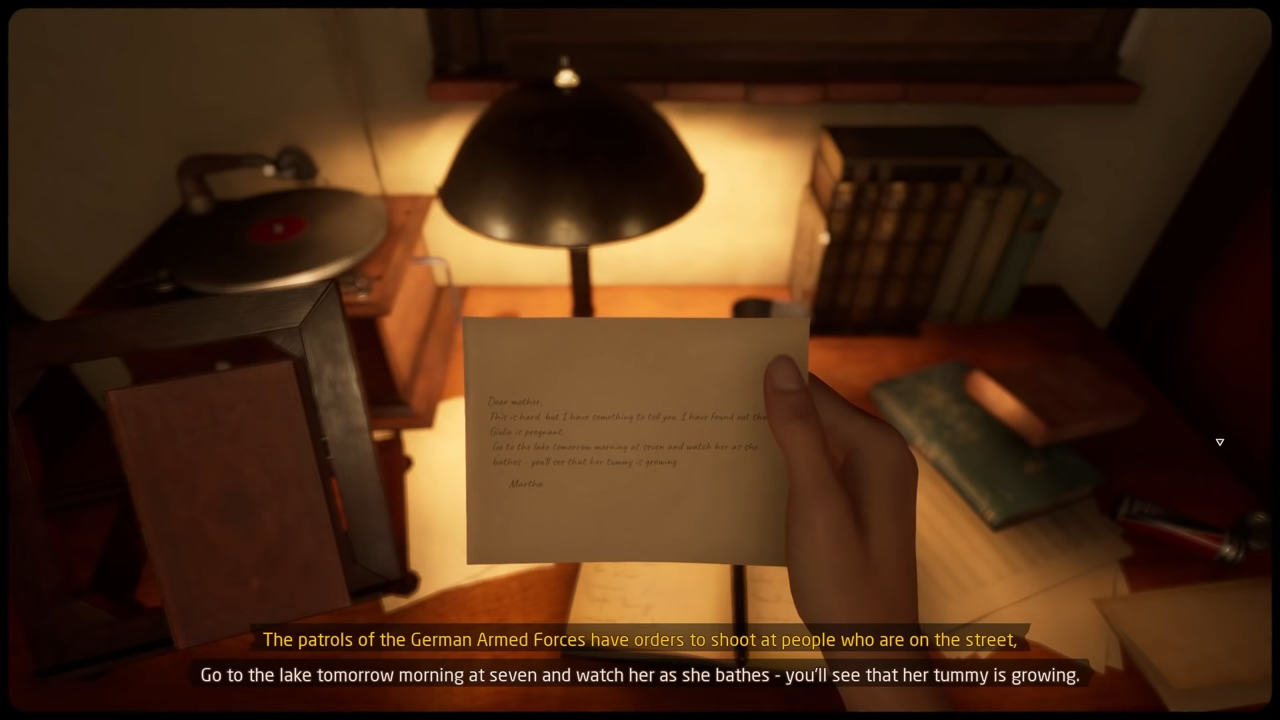 Dear mother,
This is hard but I have something to tell you. I have found out tha
Giulia is pregnant.
Go to the lake tomorrow morning at seven and watch her as she
bathes - you'll see that her tummy is growing.
Martha
The patrols of the German Armed Forces have orders to shoot at people who are on the street,
Go to the lake tomorrow morning at seven and watch her as she bathes - you'll see that her tummy is growing.